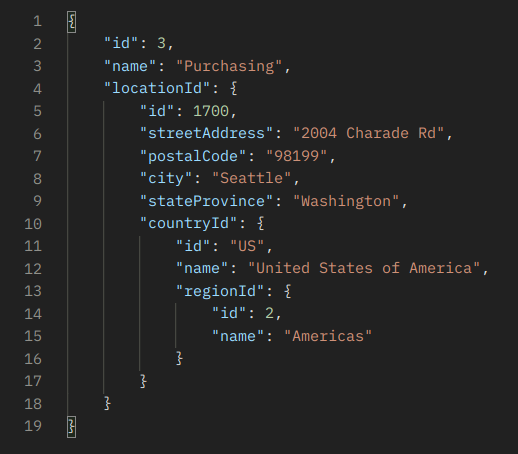 1 {
2     "id": 3,
3     "name": "Purchasing",
4     "locationId": {
5         "id": 1700,
6         "streetAddress": "2004 Charade Rd",
7         "postalCode": "98199",
8         "city": "Seattle",
9         "stateProvince": "Washington",
10         "countryId": {
11             "id": "US",
12             "name": "United States of America",
13             "regionId": {
14                 "id": 2,
15                 "name": "Americas"
16             }
17         }
18     }
19 }